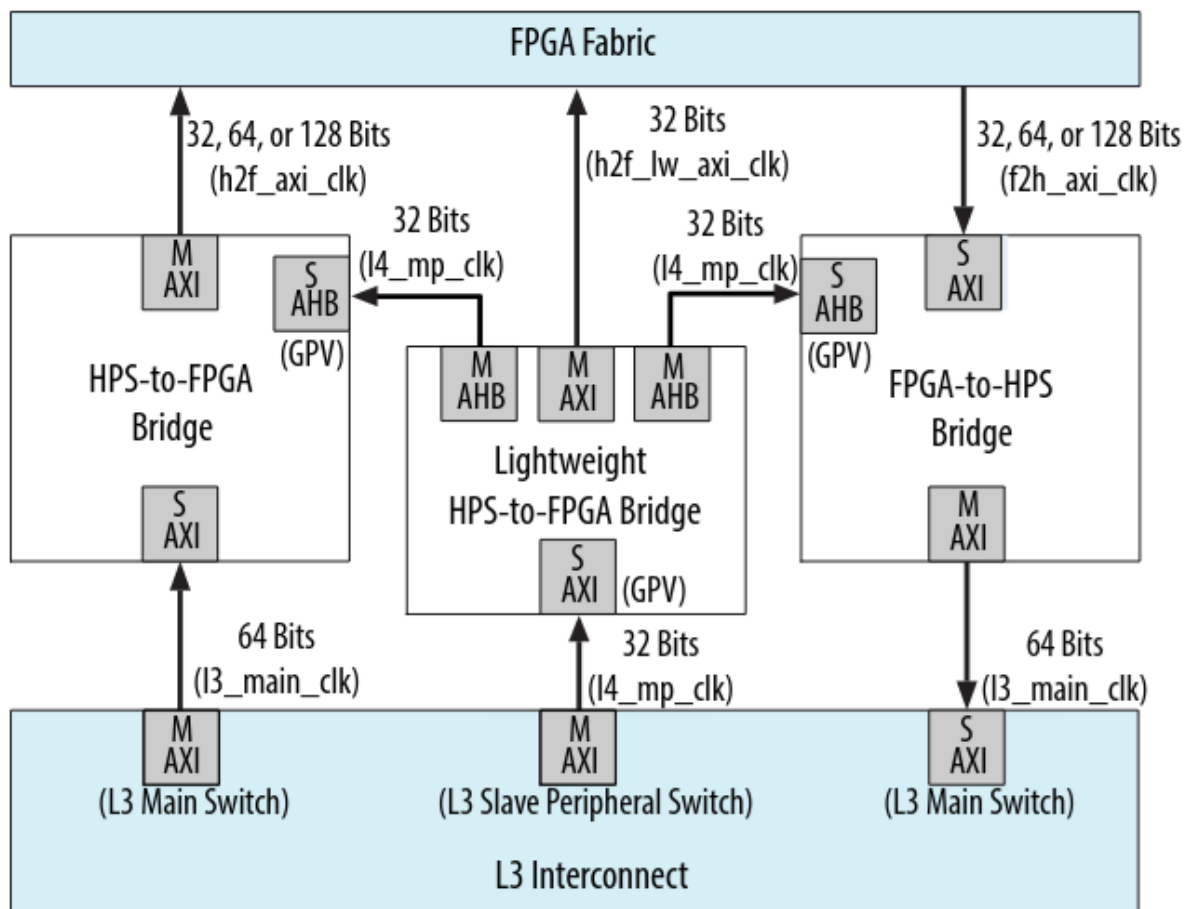 FPGA Fabric
32, 64, or 128 Bits
(h2f_axi_clk)
32 Bits
(h2f_lw_axi_clk)
32, 64, or 128 Bits
(f2h_axi_clk)
32 Bits
(l4_mp_clk)
32 Bits
(l4_mp_clk)
M
AXI
S
AHB
(GPV)
HPS-to-FPGA
Bridge
S
AXI
M
AHB
M
AXI
M
AHB
Lightweight
HPS-to-FPGA Bridge
S
AXI
(GPV)
S
AXI
S
AHB
(GPV)
FPGA-to-HPS
Bridge
M
AXI
64 Bits
(l3_main_clk)
32 Bits
(l4_mp_clk)
64 Bits
(l3_main_clk)
M
AXI
(L3 Main Switch)
M
AXI
(L3 Slave Peripheral Switch)
S
AXI
(L3 Main Switch)
L3 Interconnect